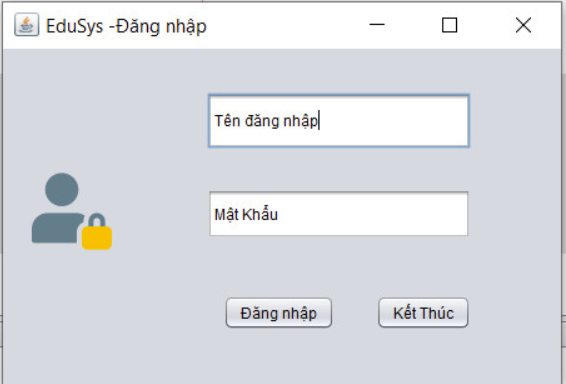 EduSys -Đăng nhập
Tên đăng nhập
Mật Khẩu
Đăng nhập Kết Thúc